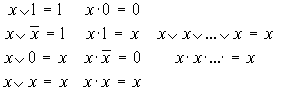 x∨1 = 1 x·0 = 0
x∨x̅ = 1 x·1 = x x∨x∨...∨x = x
x∨0 = x x·x̅ = 0 x·x·...· = x
x∨x = x x·x = x